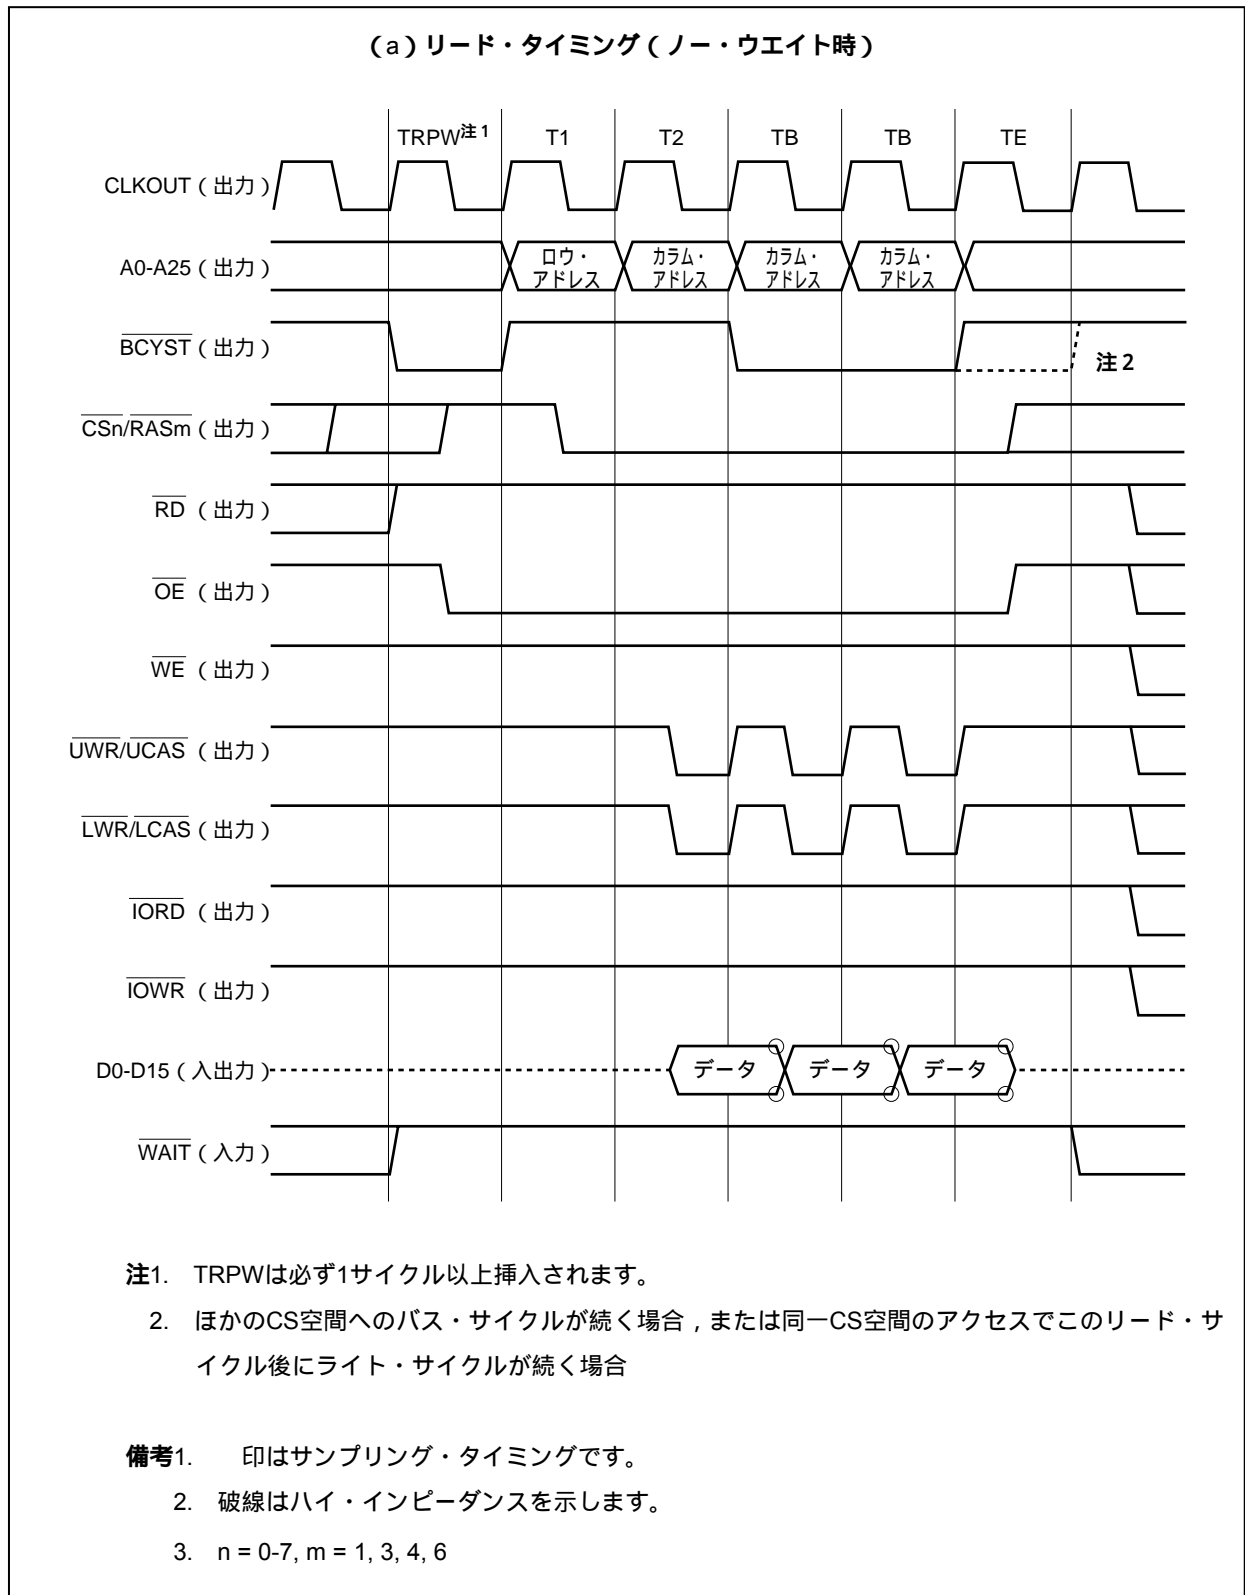 （a）リード・タイミング（ノー・ウエイト時）
TRPW注1 T1 T2 TB TB TE
CLKOUT（出力）
A0-A25（出力）
ロウ・
アドレス
カラム・
アドレス
カラム・
アドレス
カラム・
アドレス
BCYST（出力）
注2
CSn/RASm（出力）
RD（出力）
OE（出力）
WE（出力）
UWR/UCAS（出力）
LWR/LCAS（出力）
IORD（出力）
IOWR（出力）
D0-D15（入出力）
データ データ データ
WAIT（入力）
注1. TRPWは必ず1サイクル以上挿入されます。
2. ほかのCS空間へのバス・サイクルが続く場合，または同一CS空間のアクセスでこのリード・サ
イクル後にライト・サイクルが続く場合
備考1. 印はサンプリング・タイミングです。
2. 破線はハイ・インピーダンスを示します。
3. n = 0-7, m = 1, 3, 4, 6